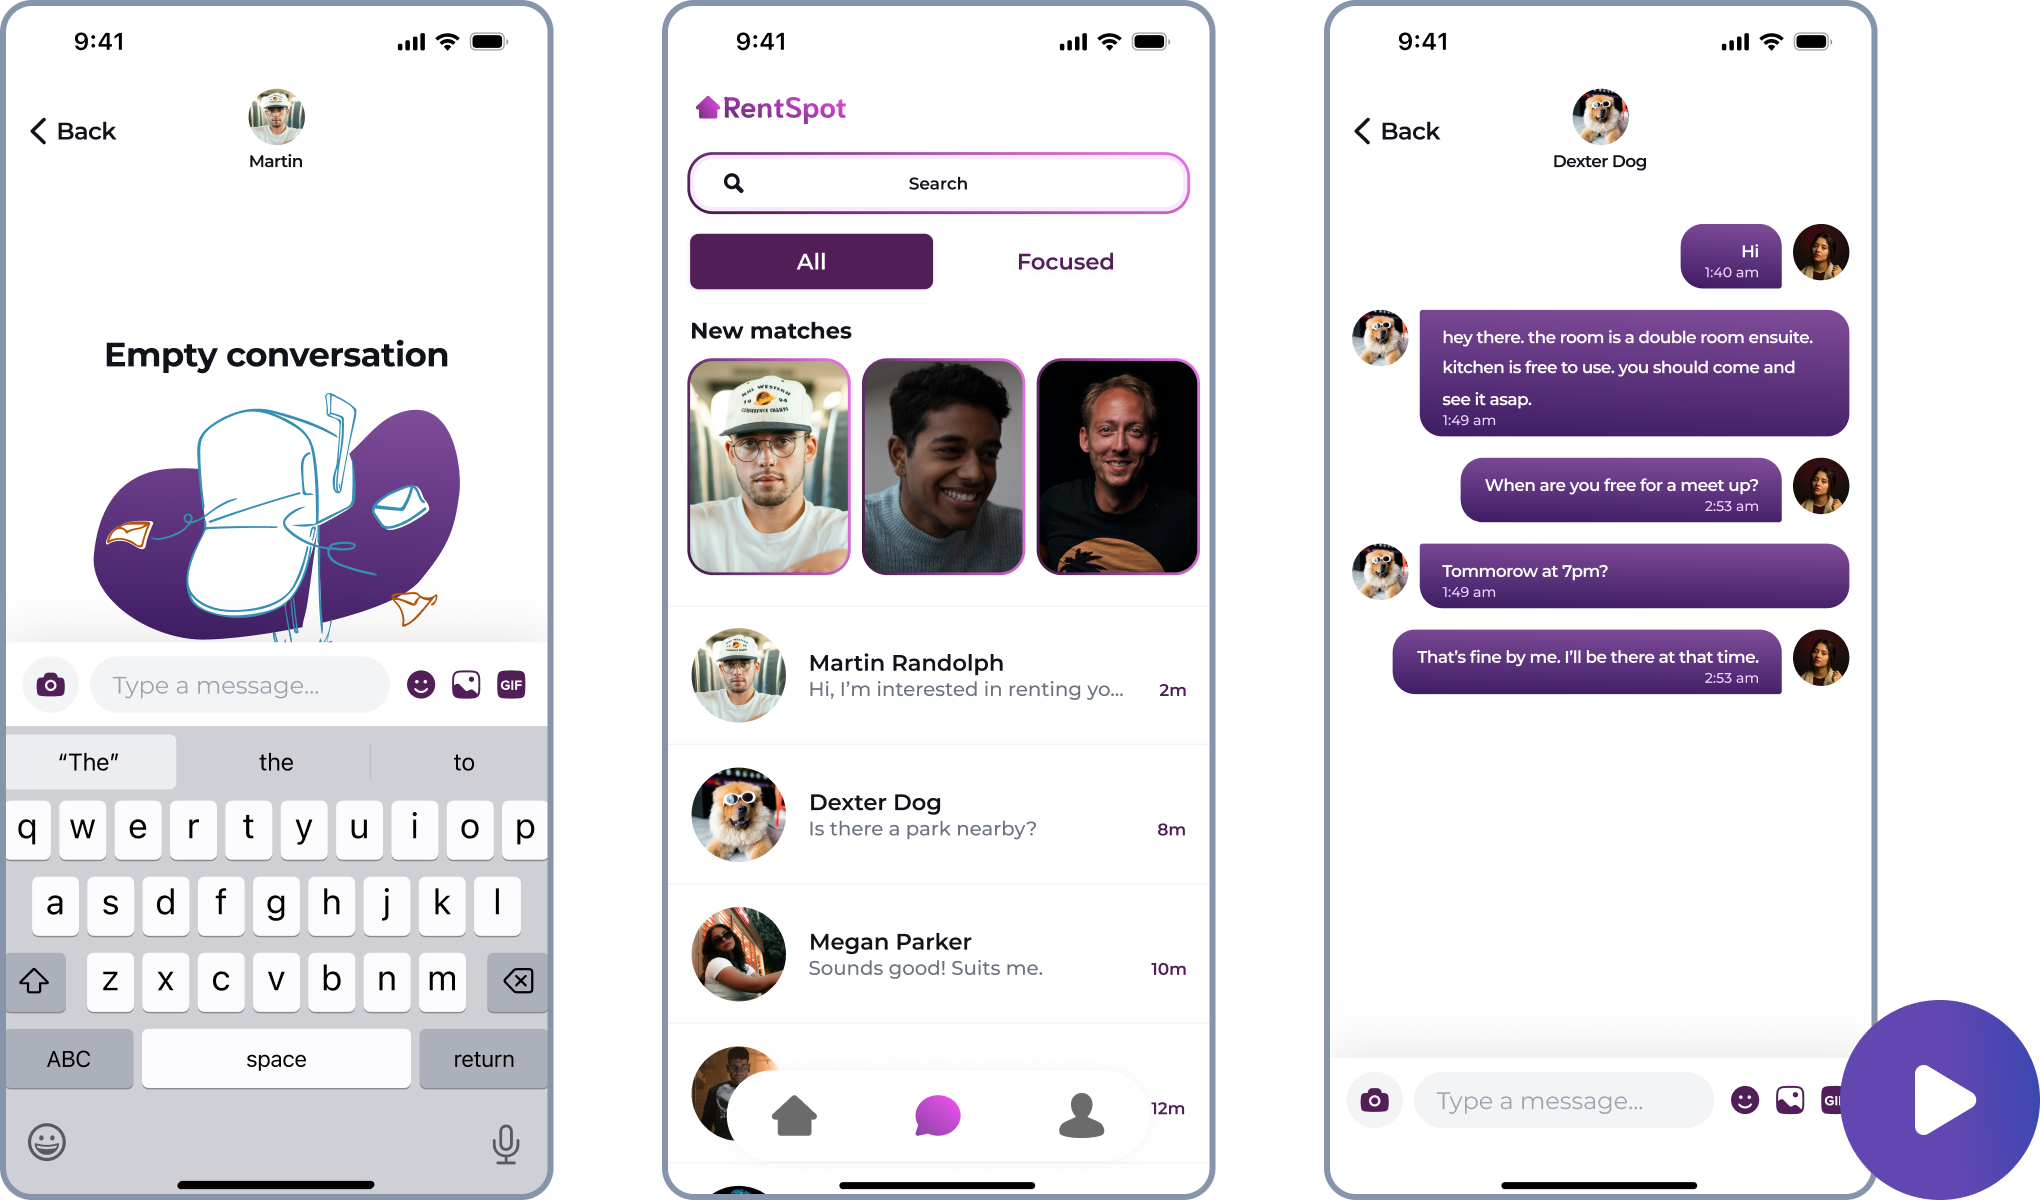 9:41
Back
Martin
Empty conversation
Type a message...
GIF
“The”
the
to
q w e r t y u i o p
a s d f g h j k l
z x c v b n m
ABC
space
return
9:41
RentSpot
Search
All
Focused
New matches
NHL WESTERN
1994
CONFERENCE CHAMPS
Martin Randolph
Hi, I’m interested in renting yo...
2m
Dexter Dog
Is there a park nearby?
8m
Megan Parker
Sounds good! Suits me.
10m
12m
9:41
Back
Dexter Dog
Hi
1:40 am
hey there. the room is a double room ensuite.
kitchen is free to use. you should come and
see it asap.
1:49 am
When are you free for a meet up?
2:53 am
Tommorow at 7pm?
1:49 am
That’s fine by me. I’ll be there at that time.
2:53 am
Type a message...